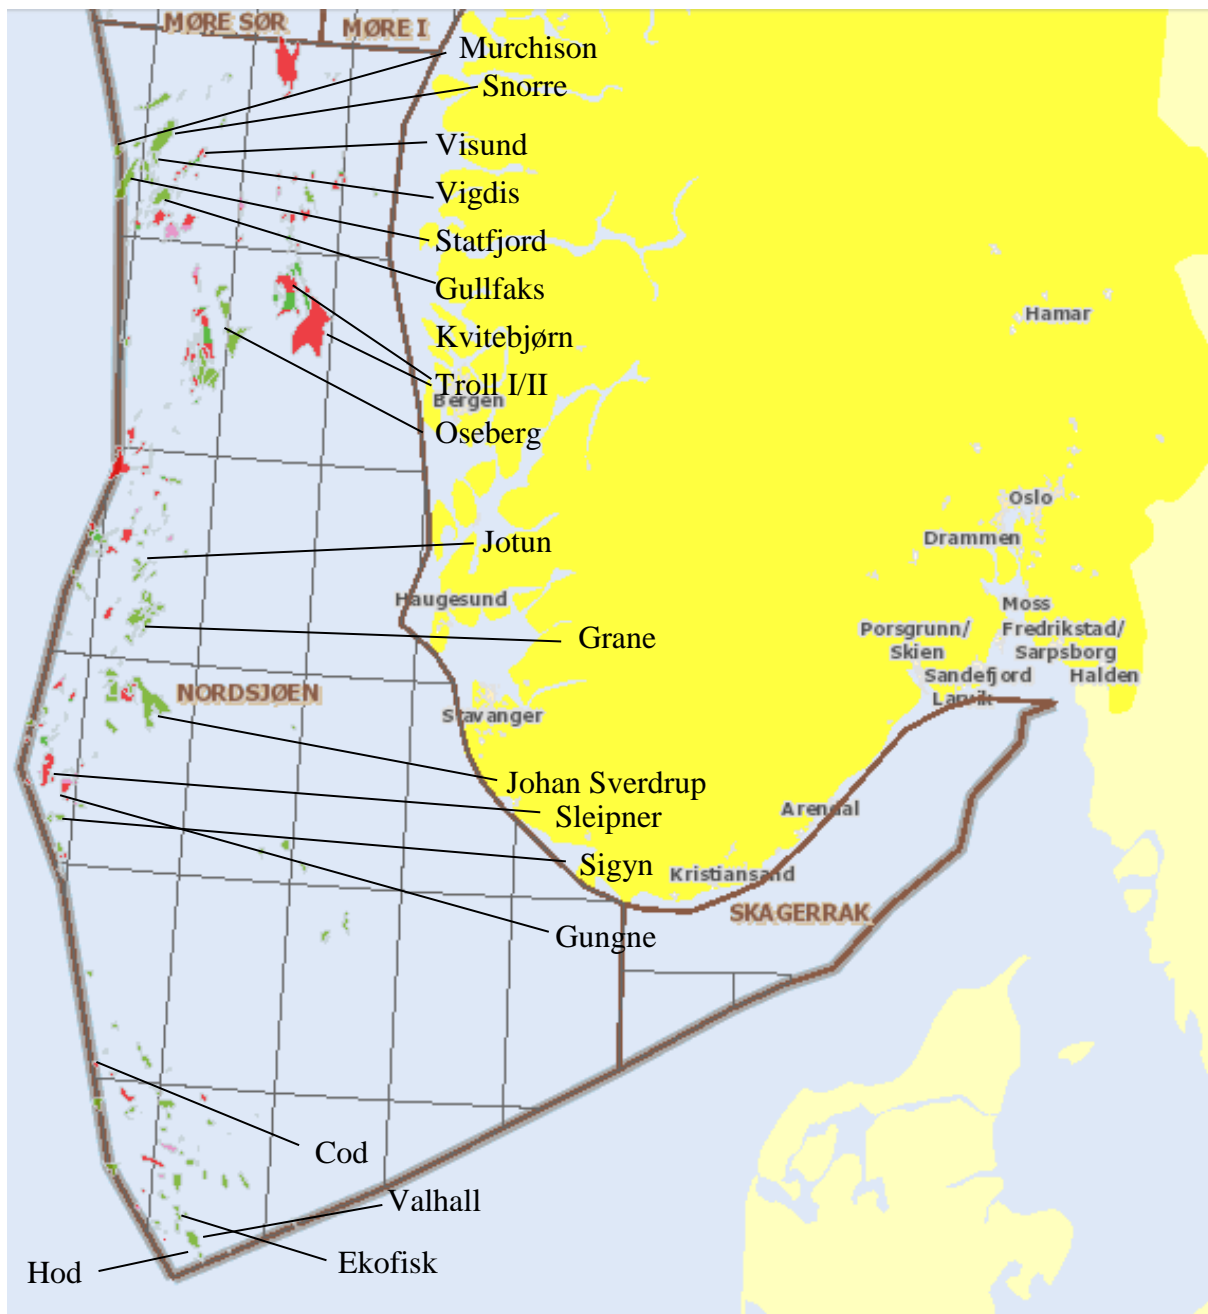 MØRE SØR
MØRE I
Murchison
Snorre
Visund
Vigdis
Statfjord
Gullfaks
Hamar
Kvitebjørn
Troll I/II
Bergen
Oseberg
Oslo
Drammen
Jotun
Haugesund
Moss
Porsgrunn/
Skien
Fredrikstad/
Sarpsborg
Grane
Sandefjord
Halden
Larvik
NORDSJØEN
Stavanger
Johan Sverdrup
Sleipner
Arendal
Sigyn
Kristiansand
SKAGERRAK
Gungne
Cod
Valhall
Ekofisk
Hod